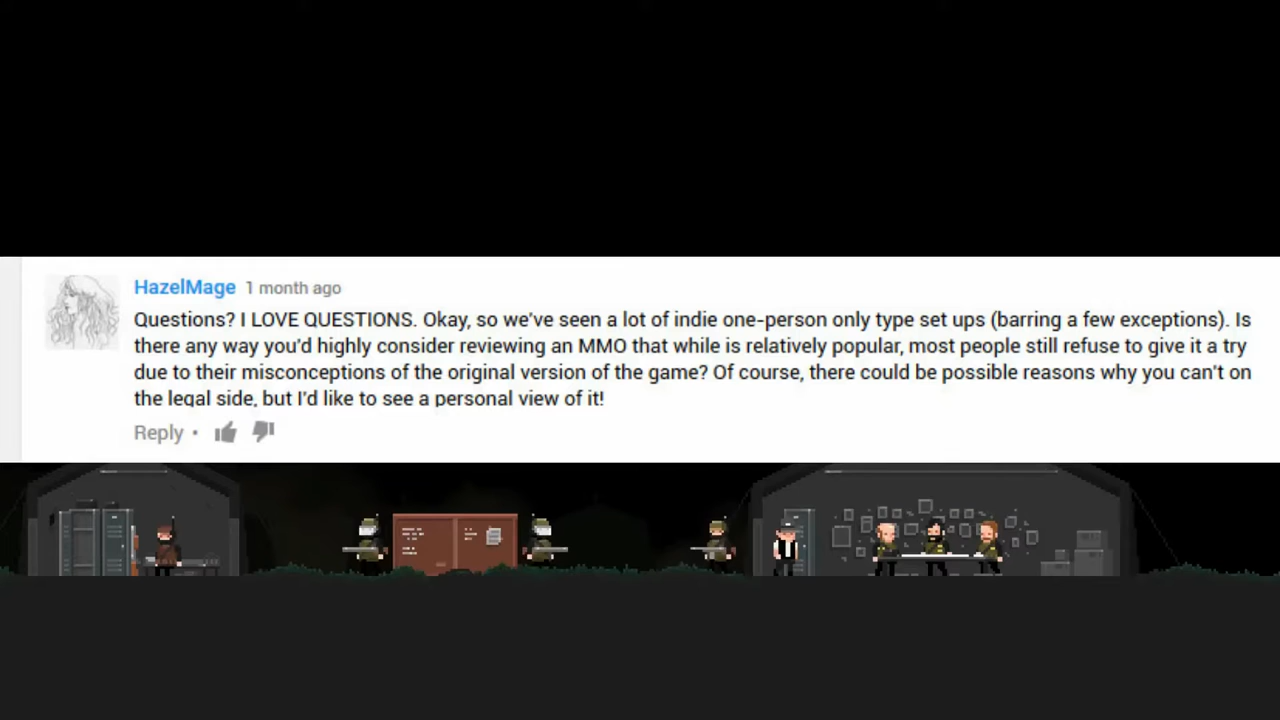 HazelMage 1 month ago
Questions? I LOVE QUESTIONS. Okay, so we've seen a lot of indie one-person only type set ups (barring a few exceptions). Is
there any way you'd highly consider reviewing an MMO that while is relatively popular, most people still refuse to give it a try
due to their misconceptions of the original version of the game? Of course, there could be possible reasons why you can't on
the legal side, but I'd like to see a personal view of it!
Reply •